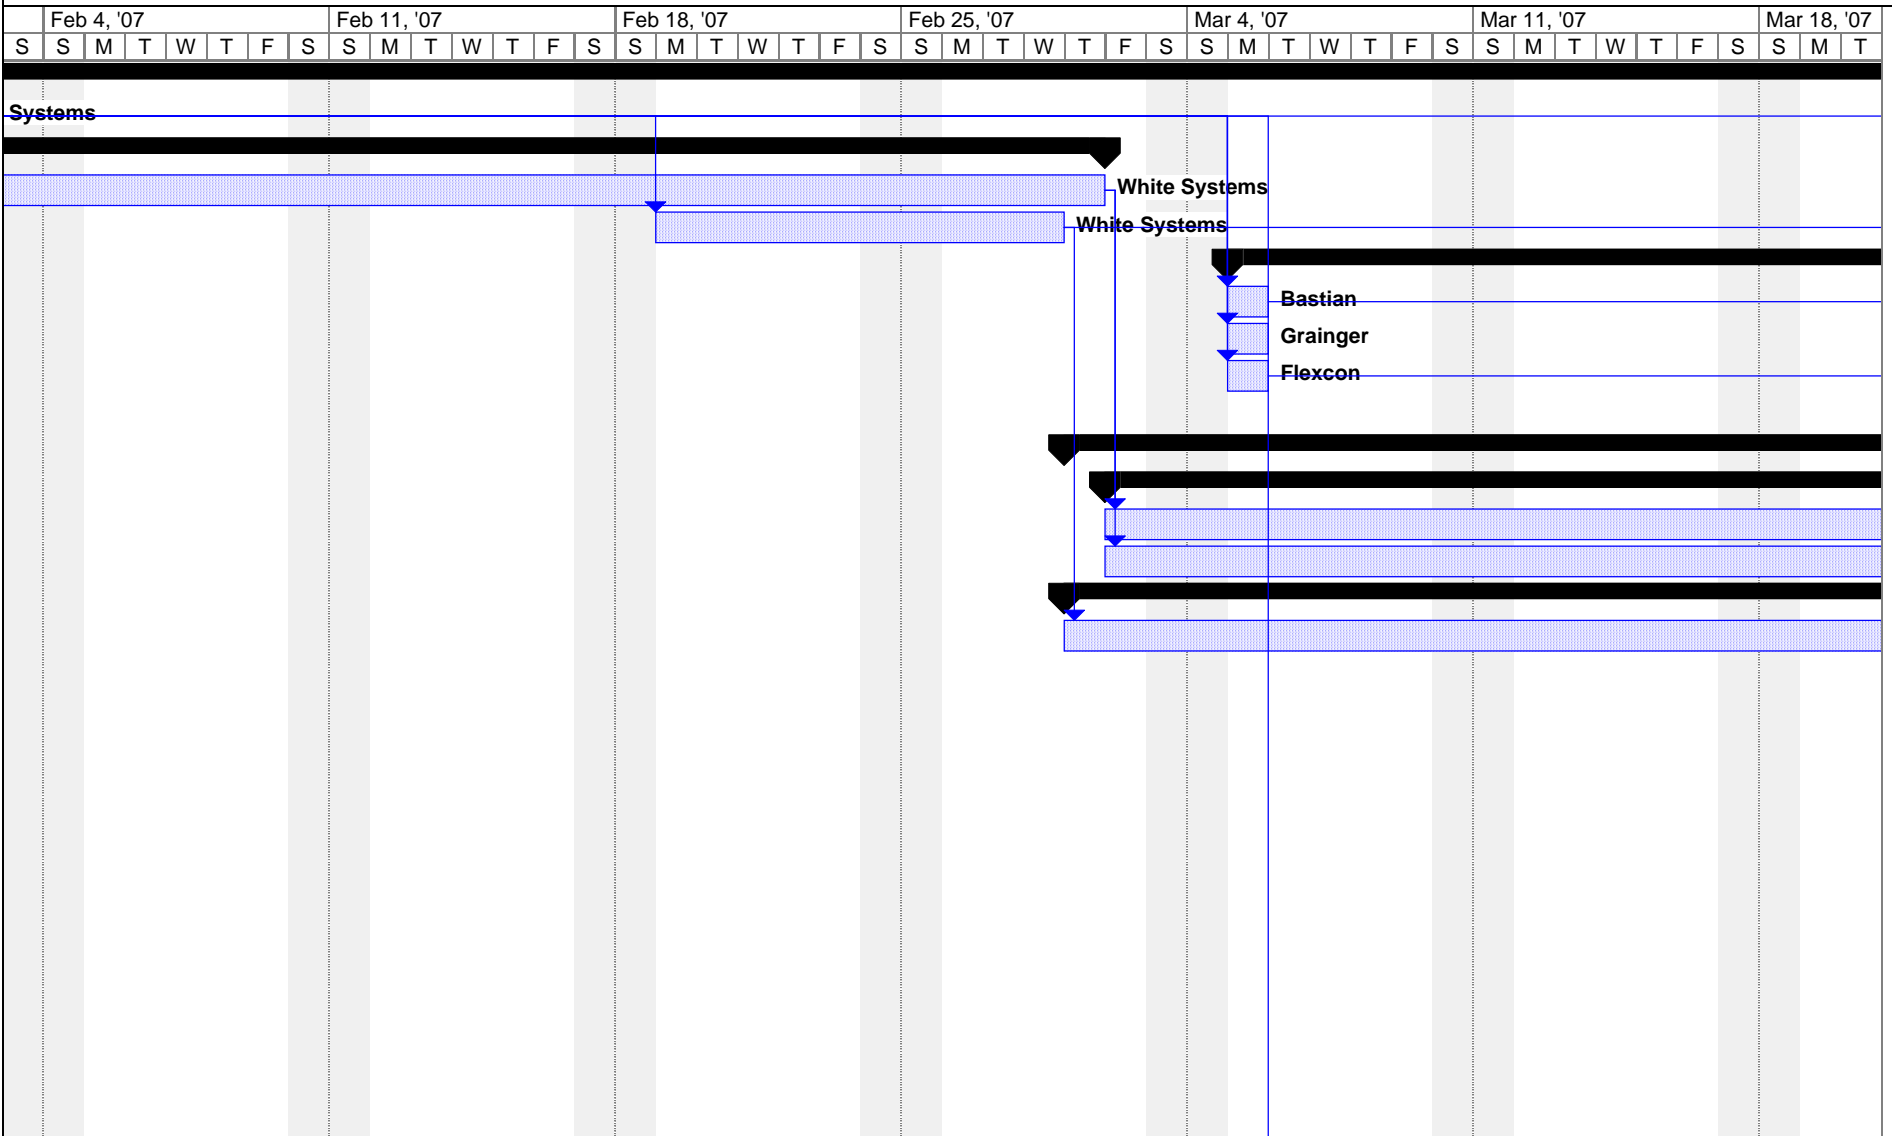 Feb 4, '07 Feb 11, '07 Feb 18, '07 Feb 25, '07 Mar 4, '07 Mar 11, '07 Mar 18, '07
S S M T W T F S S M T W T F S S M T W T F S S M T W T F S S M T W T F S S M T W T F S S M T
Systems
White Systems
White Systems
Bastian
Grainger
Flexcon